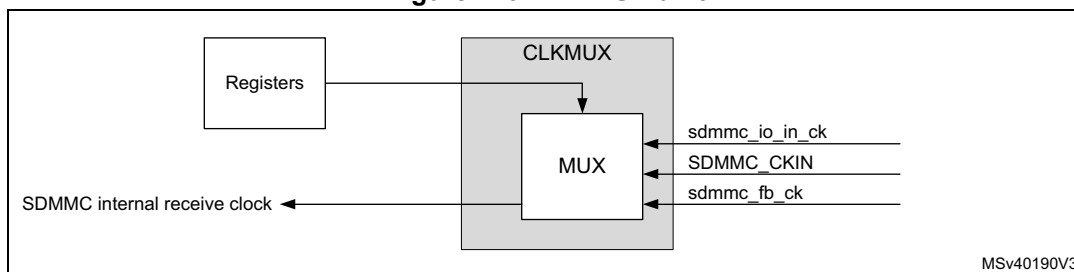 CLKMUX
Registers
sdmmc_io_in_ck
SDMMC_CKIN
MUX
sdmmc_fb_ck
SDMMC internal receive clock
MSv40190V3